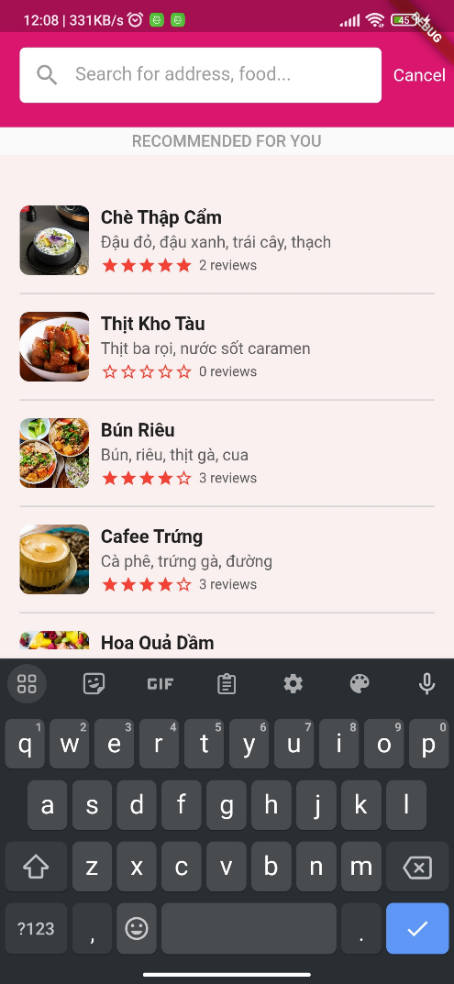 12:08 | 331KB/s
45
DEBUG
Search for address, food...
Cancel
RECOMMENDED FOR YOU
Chè Thập Cẩm
Đậu đỏ, đậu xanh, trái cây, thạch
2 reviews
Thịt Kho Tàu
Thịt ba rọi, nước sốt caramen
0 reviews
Bún Riêu
Bún, riêu, thịt gà, cua
3 reviews
Cafee Trứng
Cà phê, trứng gà, đường
3 reviews
Hoa Quả Dầm
GIF
1 2 3 4 5 6 7 8 9 0
q w e r t y u i o p
a s d f g h j k l
z x c v b n m
?123 , .